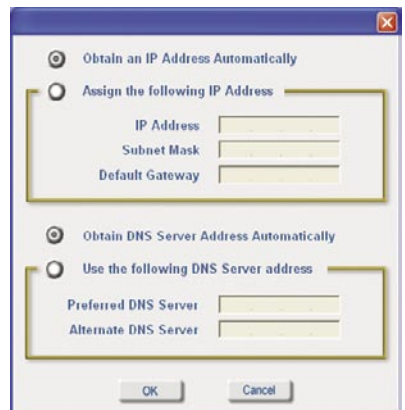 Obtain an IP Address Automatically
Assign the following IP Address
IP Address
Subnet Mask
Default Gateway
Obtain DNS Server Address Automatically
Use the following DNS Server address
Preferred DNS Server
Alternate DNS Server
OK Cancel